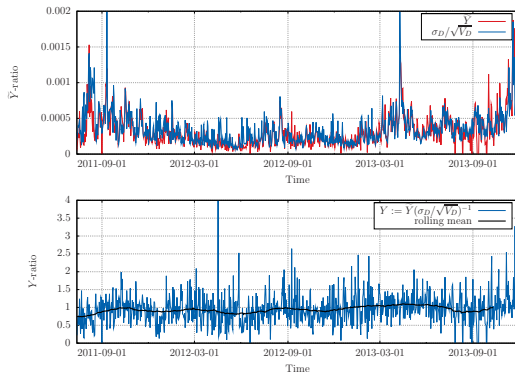 0.002
0.0015
0.001
0.0005
0
Ȳ-ratio
Ȳ
σ_D/√V_D
2011-09-01 2012-03-01 2012-09-01 2013-03-01 2013-09-01
Time
4
3.5
3
2.5
2
1.5
1
0.5
0
Y-ratio
Y := Ȳ(σ_D/√V_D)⁻¹
rolling mean
2011-09-01 2012-03-01 2012-09-01 2013-03-01 2013-09-01
Time